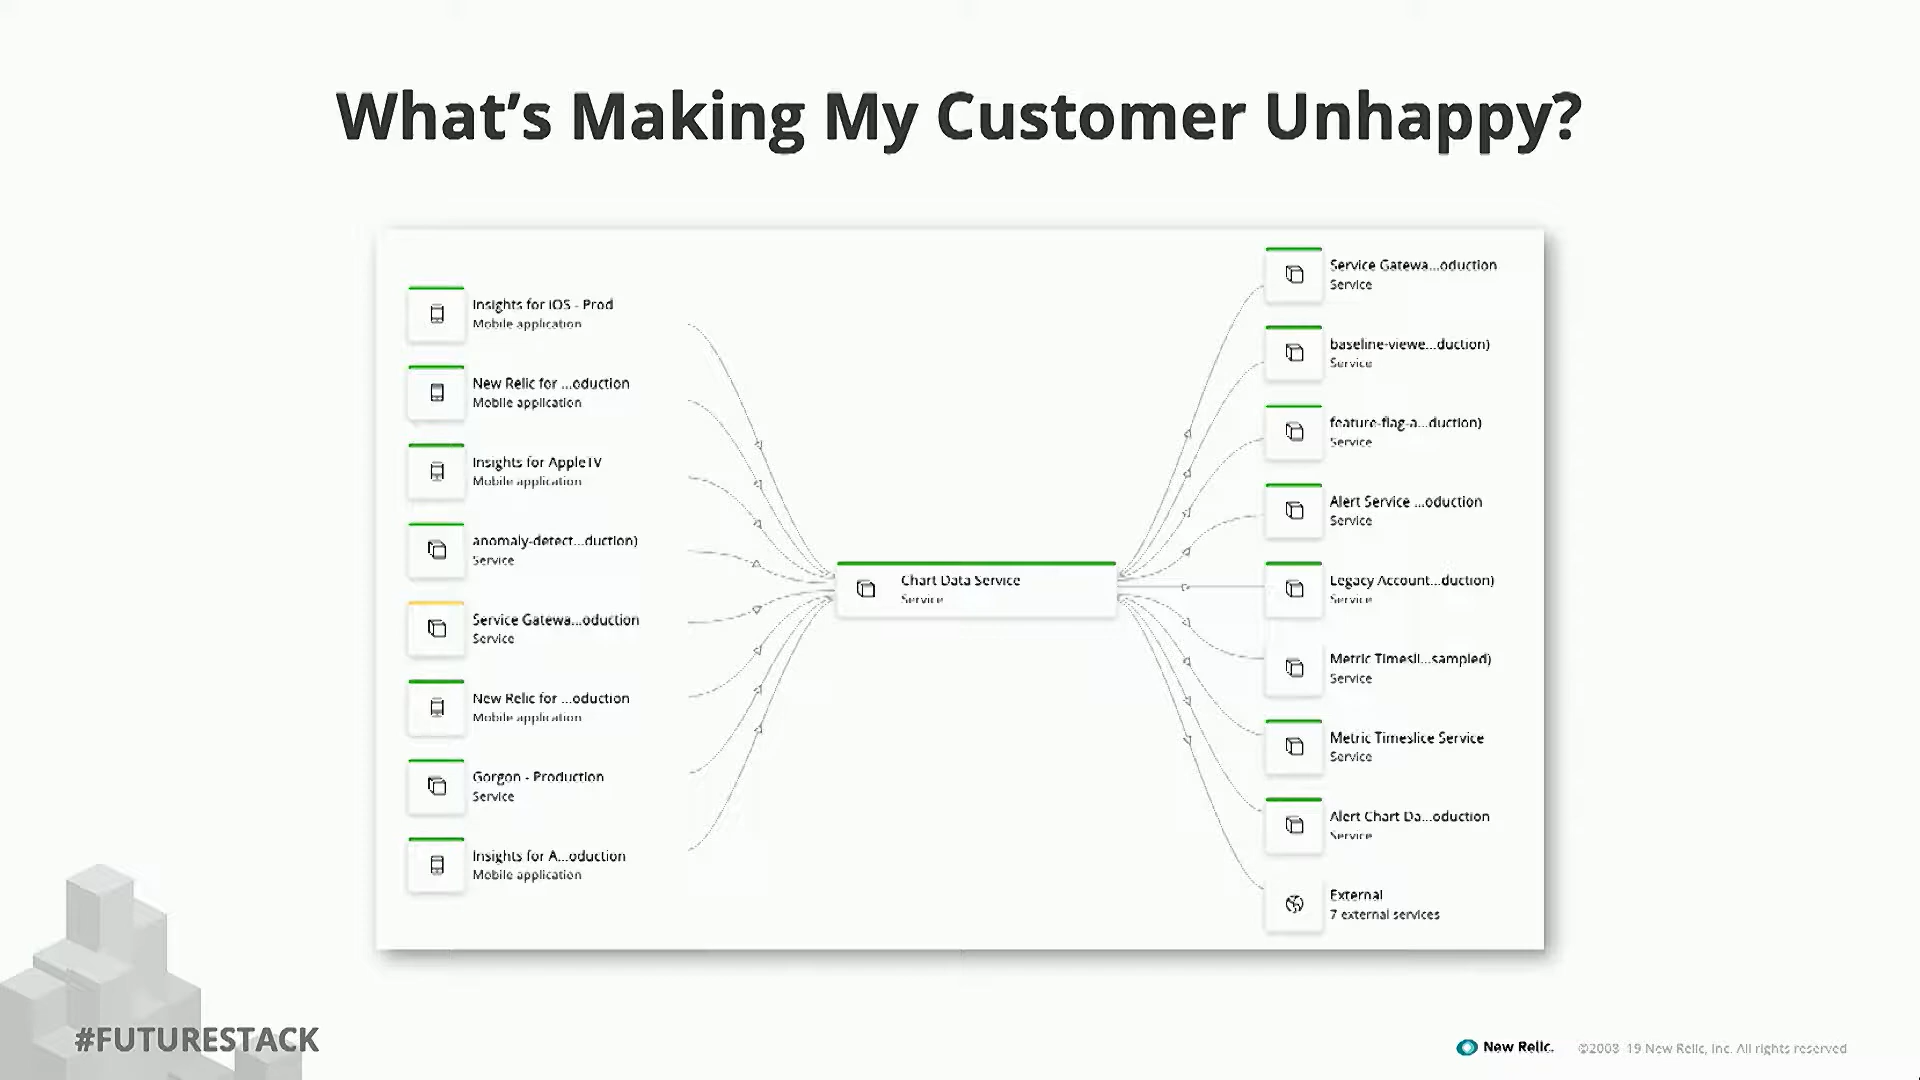 What's Making My Customer Unhappy?
Insights for iOS - Prod
Mobile application
New Relic for ...oduction
Mobile application
Insights for AppleTV
Mobile application
anomaly-detect...duction)
Service
Service Gatewa...oduction
Service
New Relic for ...oduction
Mobile application
Gorgon - Production
Service
Insights for A...oduction
Mobile application
Chart Data Service
Service
Service Gatewa...oduction
Service
baseline-viewe...duction)
Service
feature-flag-a...duction)
Service
Alert Service ...oduction
Service
Legacy Account...duction)
Service
Metric Timesli...sampled)
Service
Metric Timeslice Service
Service
Alert Chart Da...oduction
Service
External
7 external services
#FUTURESTACK
New Relic.
©2008-19 New Relic, Inc. All rights reserved